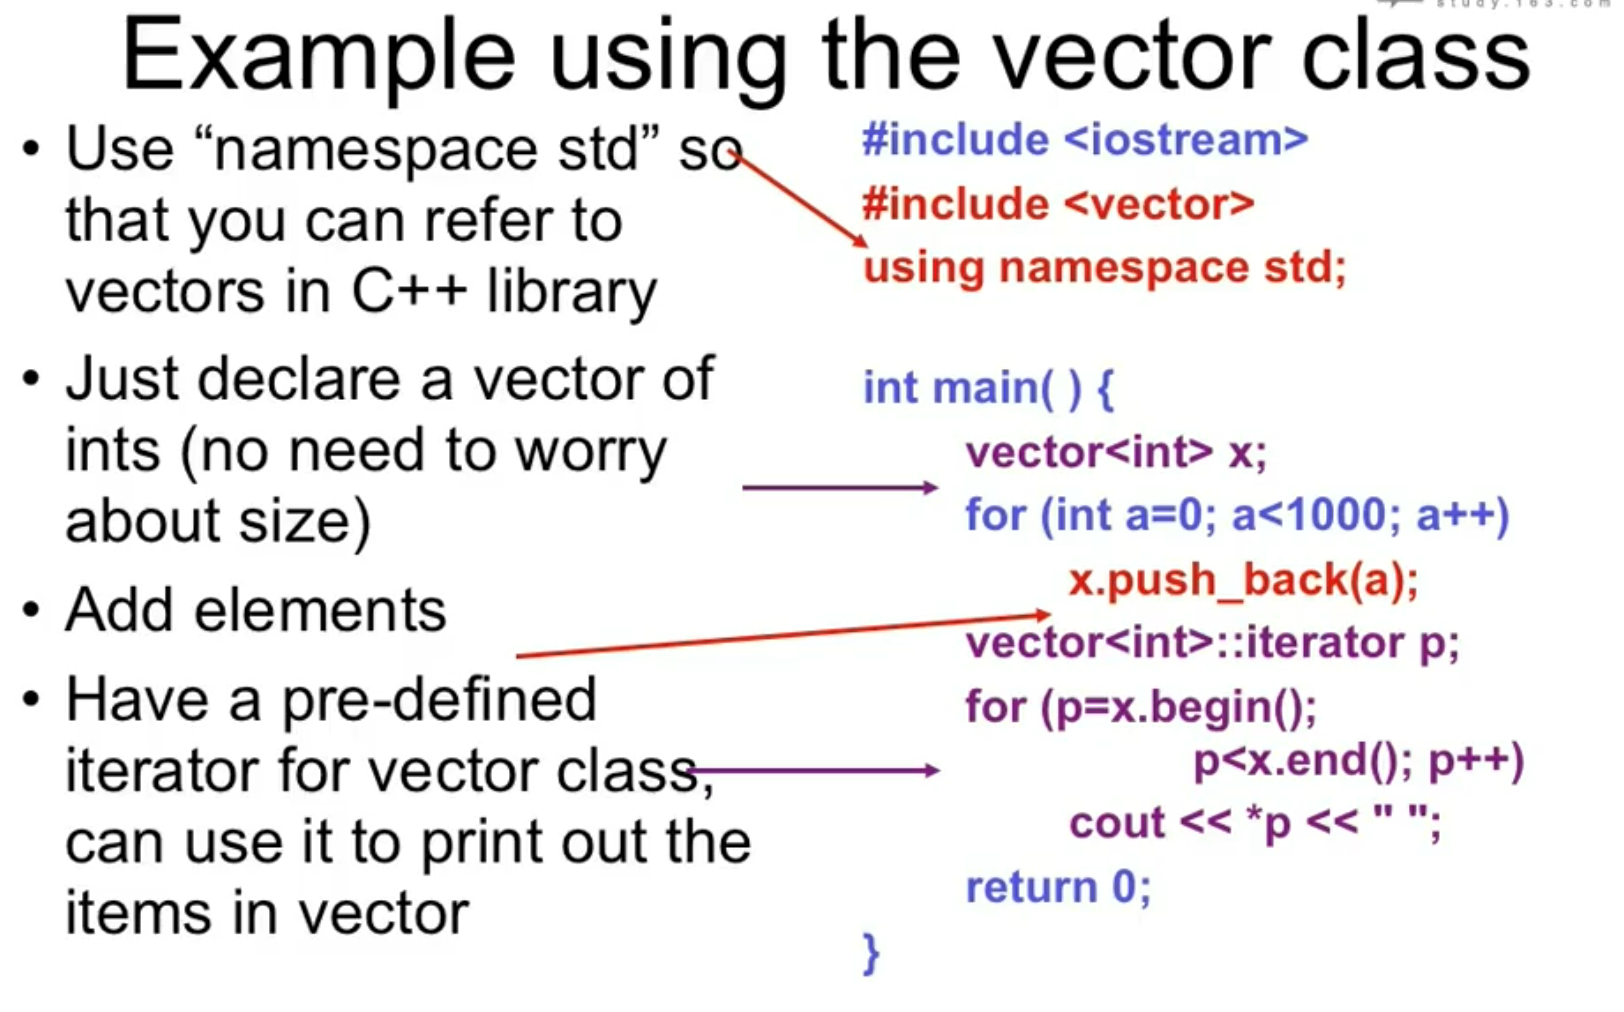 study.163.com
Example using the vector class
• Use “namespace std” so
that you can refer to
vectors in C++ library
• Just declare a vector of
ints (no need to worry
about size)
• Add elements
• Have a pre-defined
iterator for vector class,
can use it to print out the
items in vector
#include <iostream>
#include <vector>
using namespace std;
int main( ) {
vector<int> x;
for (int a=0; a<1000; a++)
x.push_back(a);
vector<int>::iterator p;
for (p=x.begin();
p<x.end(); p++)
cout << *p << " ";
return 0;
}